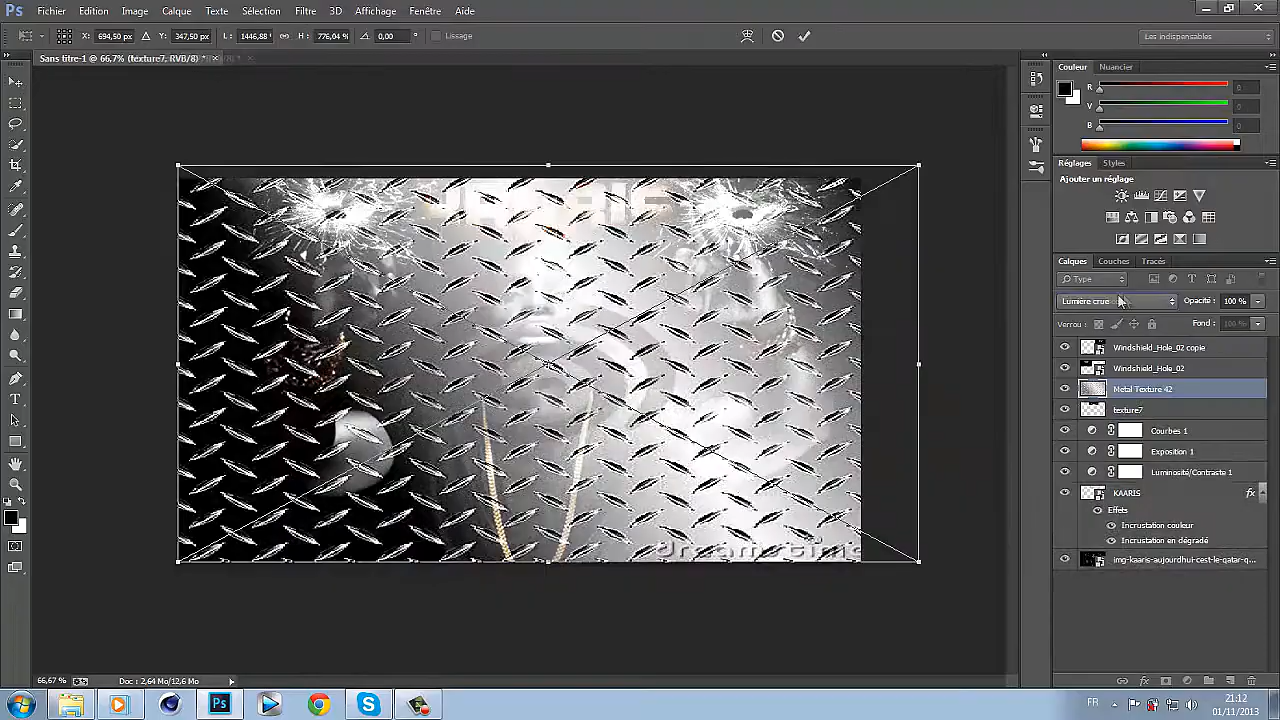 Ps Fichier Edition Image Calque Texte Sélection Filtre 3D Affichage Fenêtre Aide
X: 694,50 px Y: 347,50 px L: 1446,88 H: 776,04 % 0,00 ° Lissage Les indispensables
Sans titre-1 @ 66,7% (texture7, RVB/8) *
Couleur Nuancier
R 0
V 0
B 0
Réglages Styles
Ajouter un réglage
Calques Couches Tracés
Type
Lumière crue Opacité : 100 %
Verrou : Fond : 100 %
Windshield_Hole_02 copie
Windshield_Hole_02
Metal Texture 42
texture7
Courbes 1
Exposition 1
Luminosité/Contraste 1
KAARIS fx
Effets
Incrustation couleur
Incrustation en dégradé
img-kaaris-aujourdhui-cest-le-qatar-q...
dreamstime
66,67 % Doc : 2,64 Mo/12,6 Mo
FR 21:12
01/11/2013